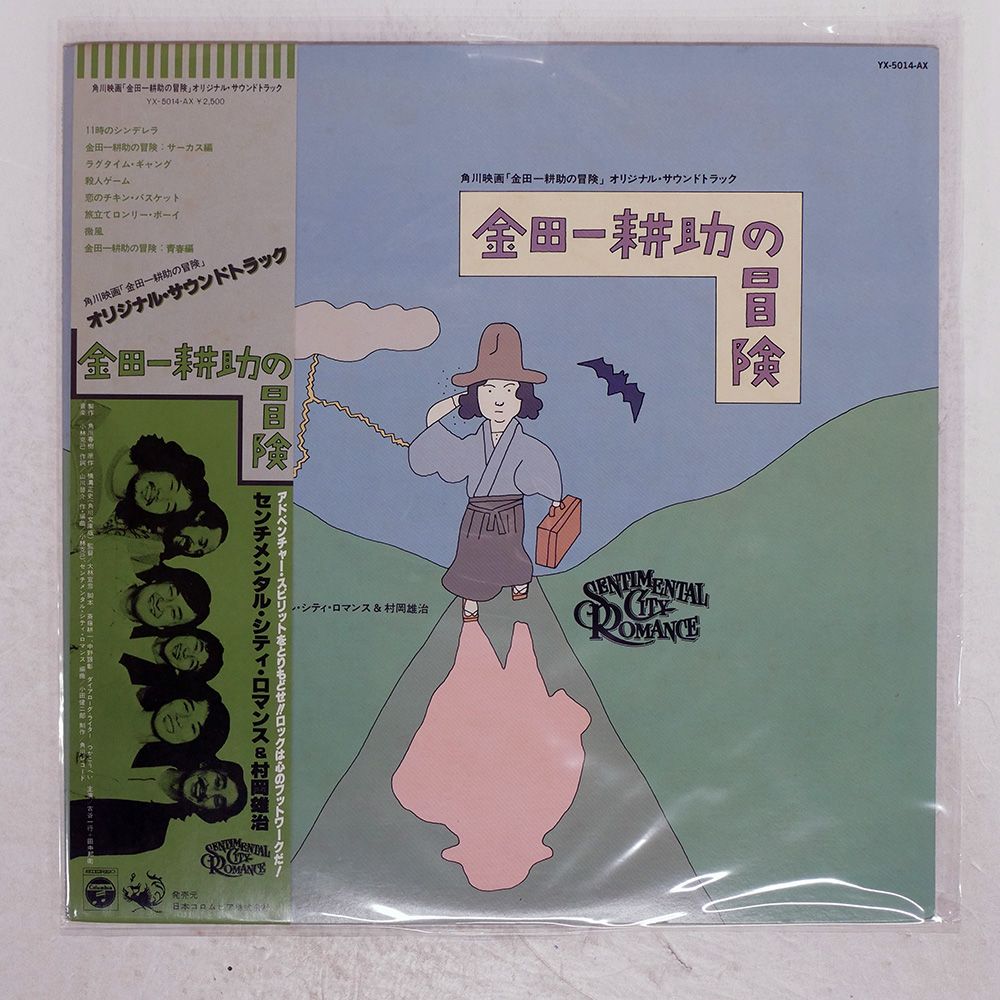 角川映画「金田一耕助の冒険」オリジナル・サウンドトラック
YX-5014-AX ¥2,500
11時のシンデレラ
金田一耕助の冒険:サーカス編
ラグタイム・ギャング
殺人ゲーム
恋のチキン・バスケット
旅立てロンリー・ボーイ
微風
金田一耕助の冒険:青春編
角川映画「金田一耕助の冒険」
オリジナル・サウンドトラック
金田一耕助の
冒険
アドベンチャー・スピリットをとりもどせ!!ロックは心のフットワークだ!
センチメンタル・シティ・ロマンス&村岡雄治
SENTIMENTAL
CITY
ROMANCE
Columbia
発売元
日本コロムビア株式会社
YX-5014-AX
角川映画「金田一耕助の冒険」オリジナル・サウンドトラック
金田一耕助の
冒険
ル・シティ・ロマンス&村岡雄治
SENTIMENTAL
CITY
ROMANCE